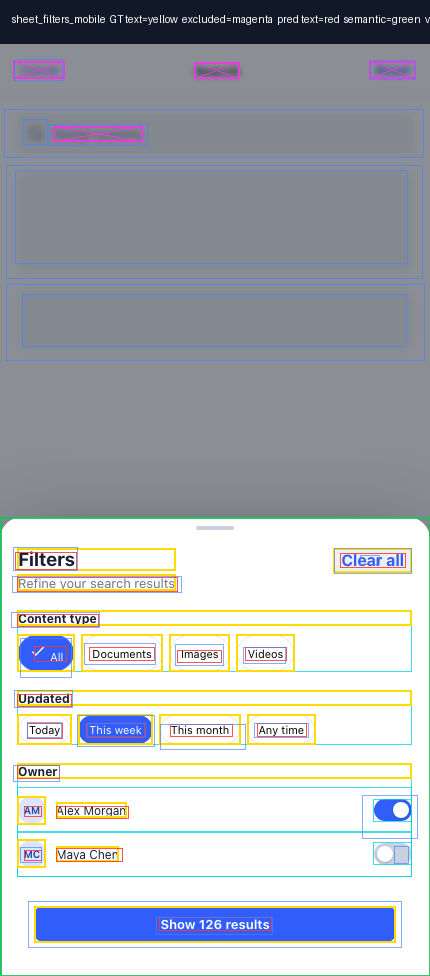 sheet_filters_mobile GT text=yellow excluded=magenta pred text=red semantic=green v
Filters
Clear all
Refine your search results
Content type
All Documents Images Videos
Updated
Today This week This month Any time
Owner
AM Alex Morgan
MC Maya Chen
Show 126 results